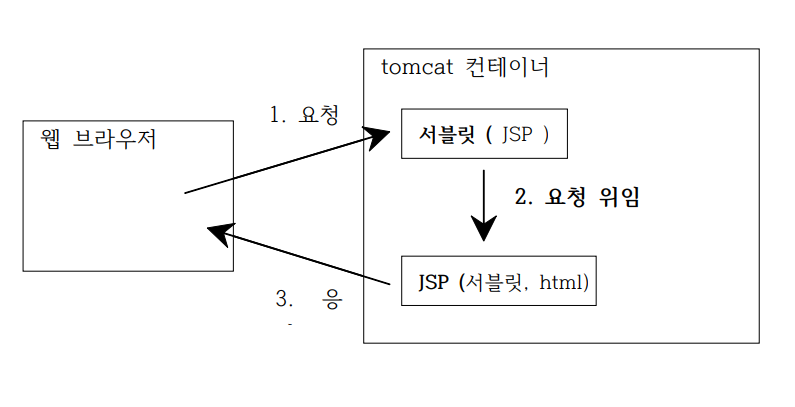 tomcat 컨테이너
1. 요청
웹 브라우저
서블릿 ( JSP )
2. 요청 위임
JSP (서블릿, html)
3. 응